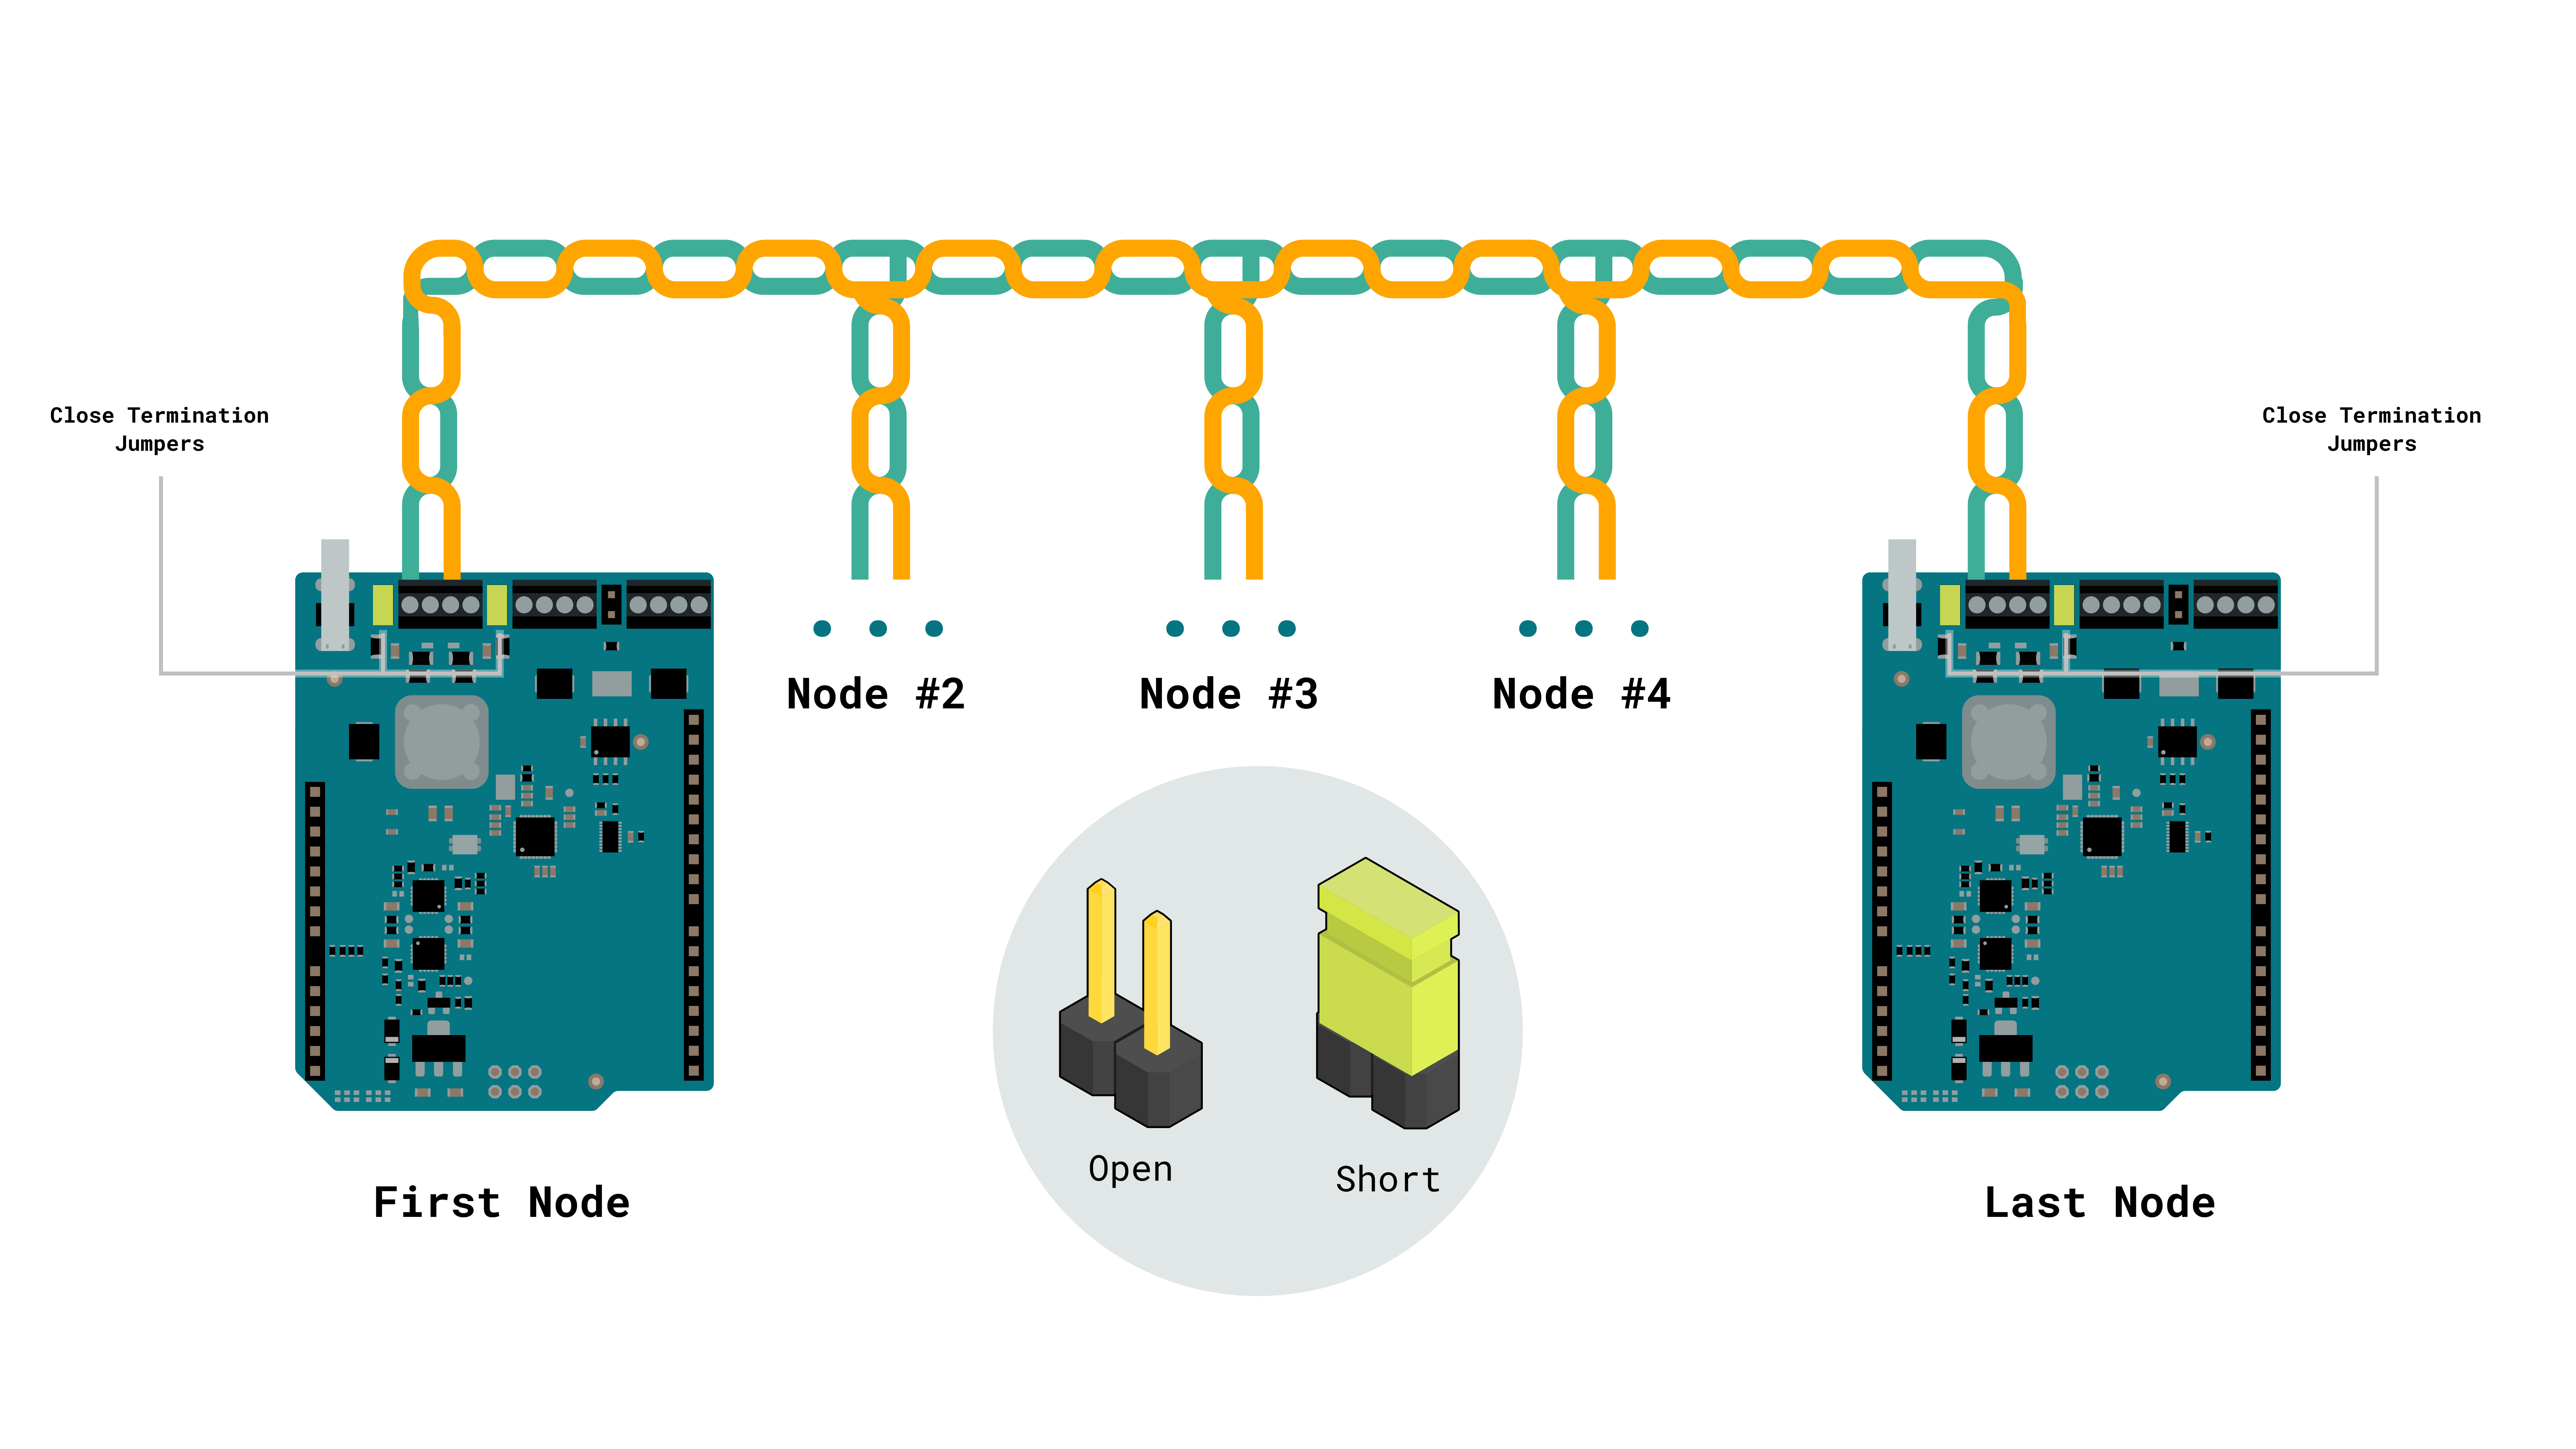 Close Termination
Jumpers
Close Termination
Jumpers
Node #2
Node #3
Node #4
Open
Short
First Node
Last Node